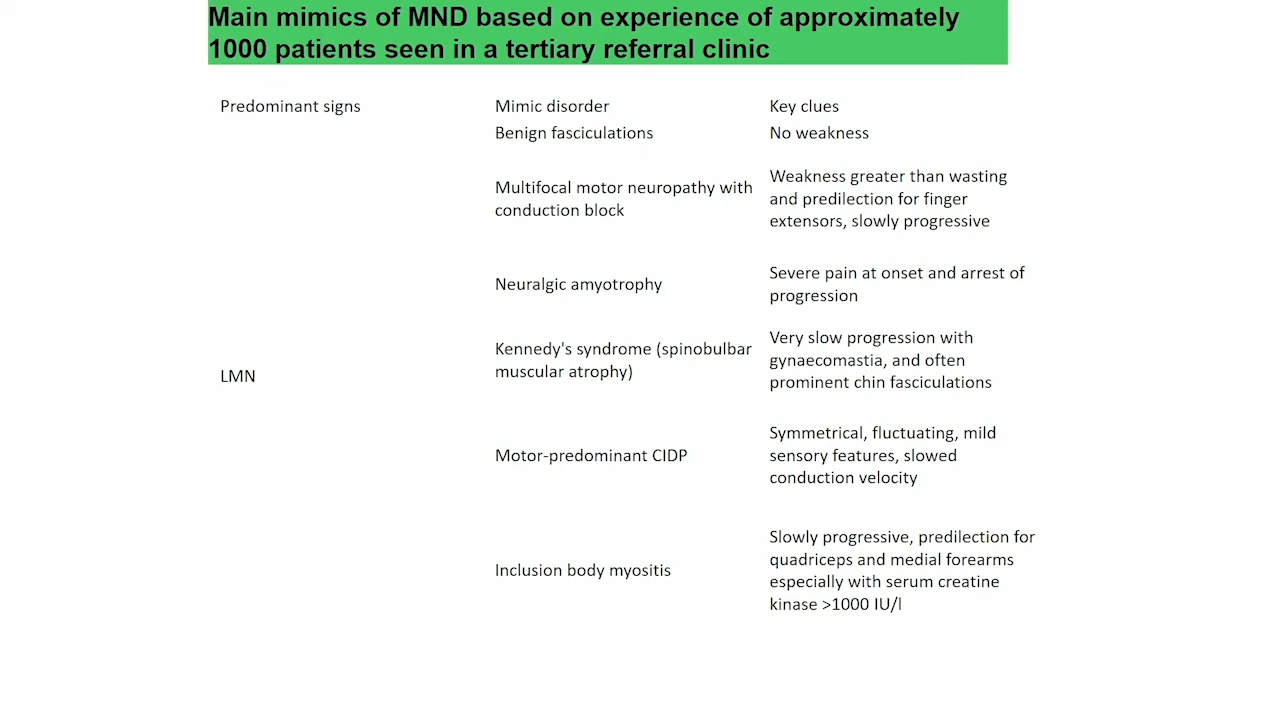 Main mimics of MND based on experience of approximately
1000 patients seen in a tertiary referral clinic
Predominant signs
Mimic disorder
Key clues
Benign fasciculations
No weakness
Multifocal motor neuropathy with
conduction block
Weakness greater than wasting
and predilection for finger
extensors, slowly progressive
Neuralgic amyotrophy
Severe pain at onset and arrest of
progression
LMN
Kennedy's syndrome (spinobulbar
muscular atrophy)
Very slow progression with
gynaecomastia, and often
prominent chin fasciculations
Motor-predominant CIDP
Symmetrical, fluctuating, mild
sensory features, slowed
conduction velocity
Inclusion body myositis
Slowly progressive, predilection for
quadriceps and medial forearms
especially with serum creatine
kinase >1000 IU/l